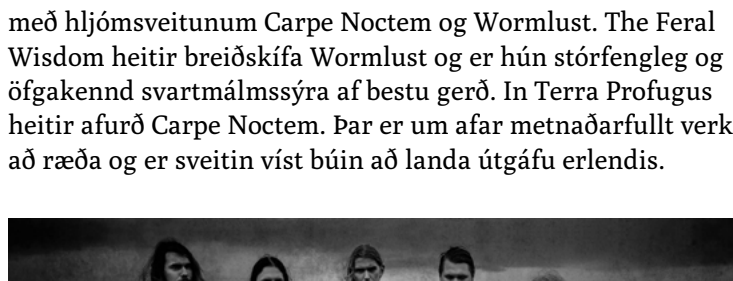 með hljómsveitunum Carpe Noctem og Wormlust. The Feral
Wisdom heitir breiðskífa Wormlust og er hún stórfengleg og
öfgakennd svartmálmssýra af bestu gerð. In Terra Profugus
heitir afurð Carpe Noctem. Þar er um afar metnaðarfullt verk
að ræða og er sveitin víst búin að landa útgáfu erlendis.